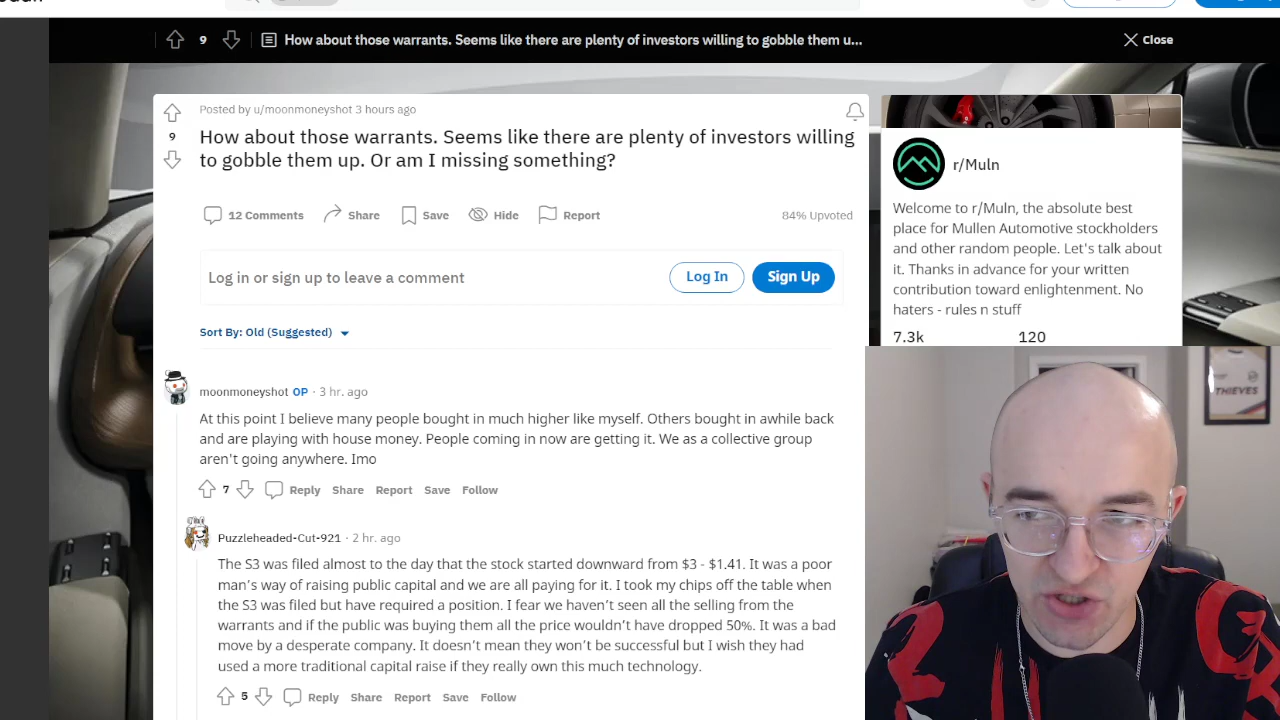 9
How about those warrants. Seems like there are plenty of investors willing to gobble them u...
Close
Posted by u/moonmoneyshot 3 hours ago
9
How about those warrants. Seems like there are plenty of investors willing
to gobble them up. Or am I missing something?
12 Comments
Share
Save
Hide
Report
84% Upvoted
Log in or sign up to leave a comment
Log In
Sign Up
Sort By: Old (Suggested)
moonmoneyshot OP · 3 hr. ago
At this point I believe many people bought in much higher like myself. Others bought in awhile back
and are playing with house money. People coming in now are getting it. We as a collective group
aren't going anywhere. Imo
7
Reply
Share
Report
Save
Follow
Puzzleheaded-Cut-921 · 2 hr. ago
The S3 was filed almost to the day that the stock started downward from $3 - $1.41. It was a poor
man's way of raising public capital and we are all paying for it. I took my chips off the table when
the S3 was filed but have required a position. I fear we haven't seen all the selling from the
warrants and if the public was buying them all the price wouldn't have dropped 50%. It was a bad
move by a desperate company. It doesn't mean they won't be successful but I wish they had
used a more traditional capital raise if they really own this much technology.
5
Reply
Share
Report
Save
Follow
r/Muln
Welcome to r/Muln, the absolute best
place for Mullen Automotive stockholders
and other random people. Let's talk about
it. Thanks in advance for your written
contribution toward enlightenment. No
haters - rules n stuff
7.3k
120
THIEVES